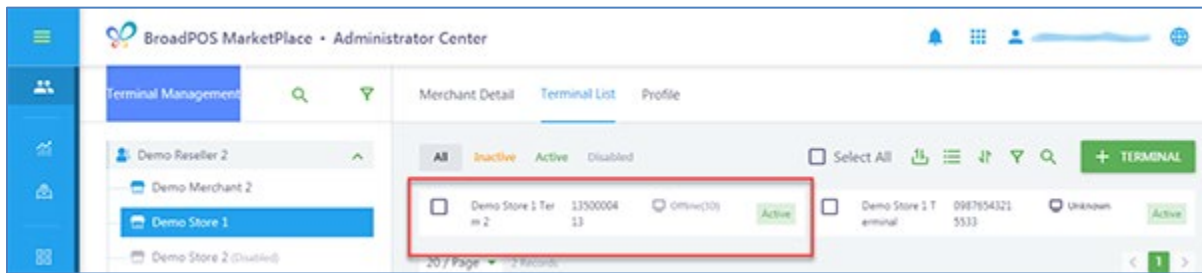 BroadPOS MarketPlace • Administrator Center
Terminal Management
Merchant Detail Terminal List Profile
Demo Reseller 2
All Inactive Active Disabled
Select All
+ TERMINAL
Demo Merchant 2
Demo Store 1
Demo Store 2 (Disabled)
Demo Store 1 Ter
m 2
13500004
13
Offline(30)
Active
Demo Store 1 T
erminal
0987654321
5533
Unknown
Active
20 / Page
2 Records
< 1 >